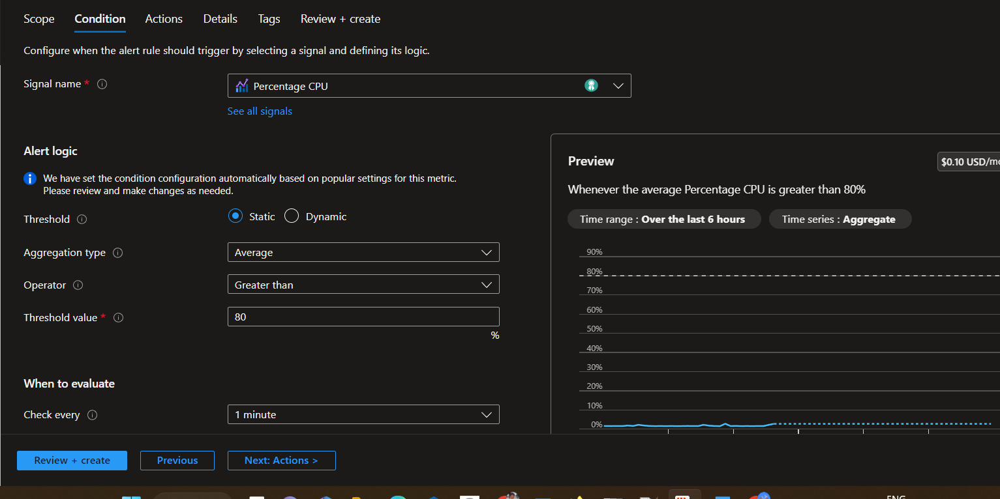 Scope Condition Actions Details Tags Review + create
Configure when the alert rule should trigger by selecting a signal and defining its logic.
Signal name *
Percentage CPU
See all signals
Alert logic
We have set the condition configuration automatically based on popular settings for this metric.
Please review and make changes as needed.
Threshold
Static
Dynamic
Aggregation type
Average
Operator
Greater than
Threshold value *
80
%
When to evaluate
Check every
1 minute
Preview
$0.10 USD/mo
Whenever the average Percentage CPU is greater than 80%
Time range : Over the last 6 hours
Time series : Aggregate
90%
80%
70%
60%
50%
40%
30%
20%
10%
0%
Review + create
Previous
Next: Actions >
ENG